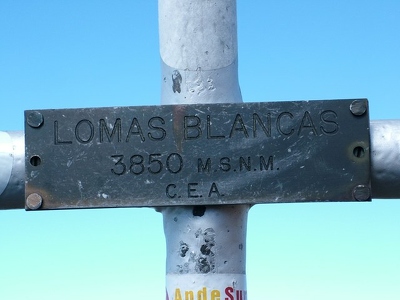 LOMAS BLANCAS
3850 M.S.N.M.
C.E.A.
AndeSu